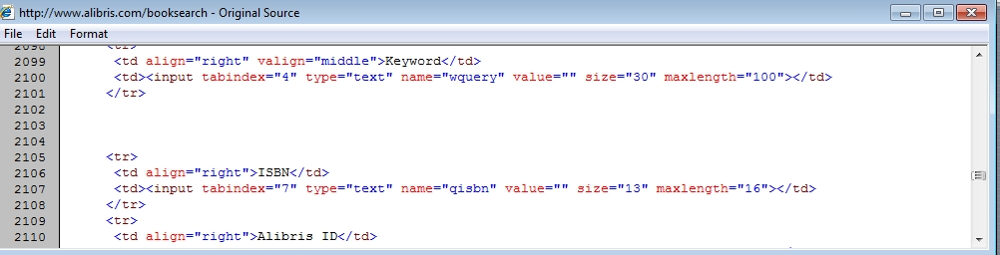 http://www.alibris.com/booksearch - Original Source
File Edit Format
2098 <tr>
2099 <td align="right" valign="middle">Keyword</td>
2100 <td><input tabindex="4" type="text" name="wquery" value="" size="30" maxlength="100"></td>
2101 </tr>
2102
2103
2104
2105 <tr>
2106 <td align="right">ISBN</td>
2107 <td><input tabindex="7" type="text" name="qisbn" value="" size="13" maxlength="16"></td>
2108 </tr>
2109 <tr>
2110 <td align="right">Alibris ID</td>